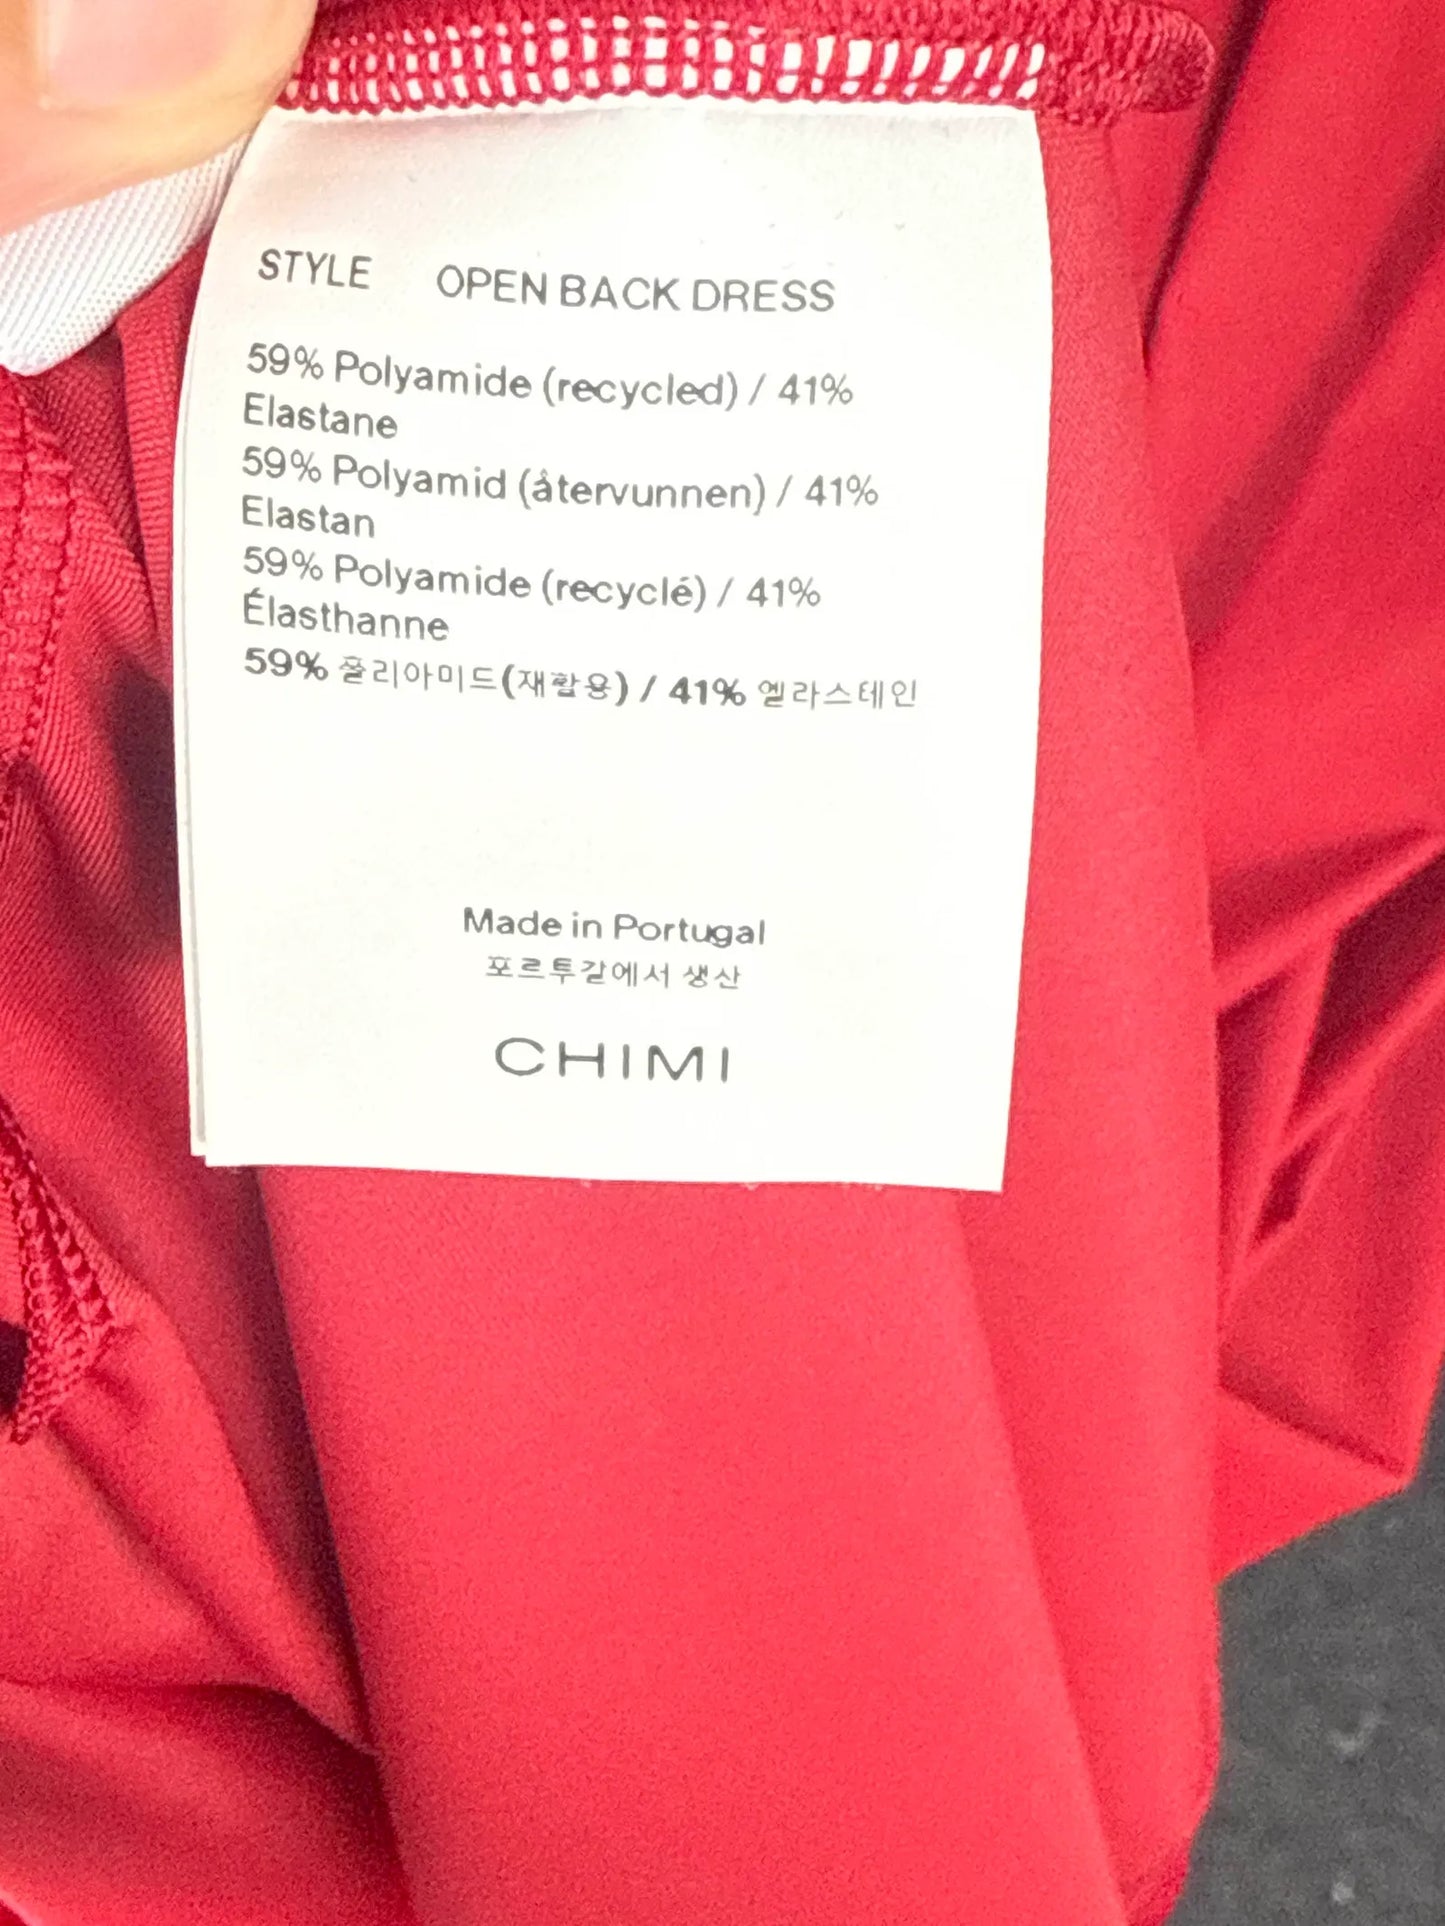 STYLE OPEN BACK DRESS
59% Polyamide (recycled) / 41%
Elastane
59% Polyamid (återvunnen) / 41%
Elastan
59% Polyamide (recyclé) / 41%
Élasthanne
59% 폴리아미드(재활용) / 41% 엘라스테인
Made in Portugal
포르투갈에서 생산
CHIMI